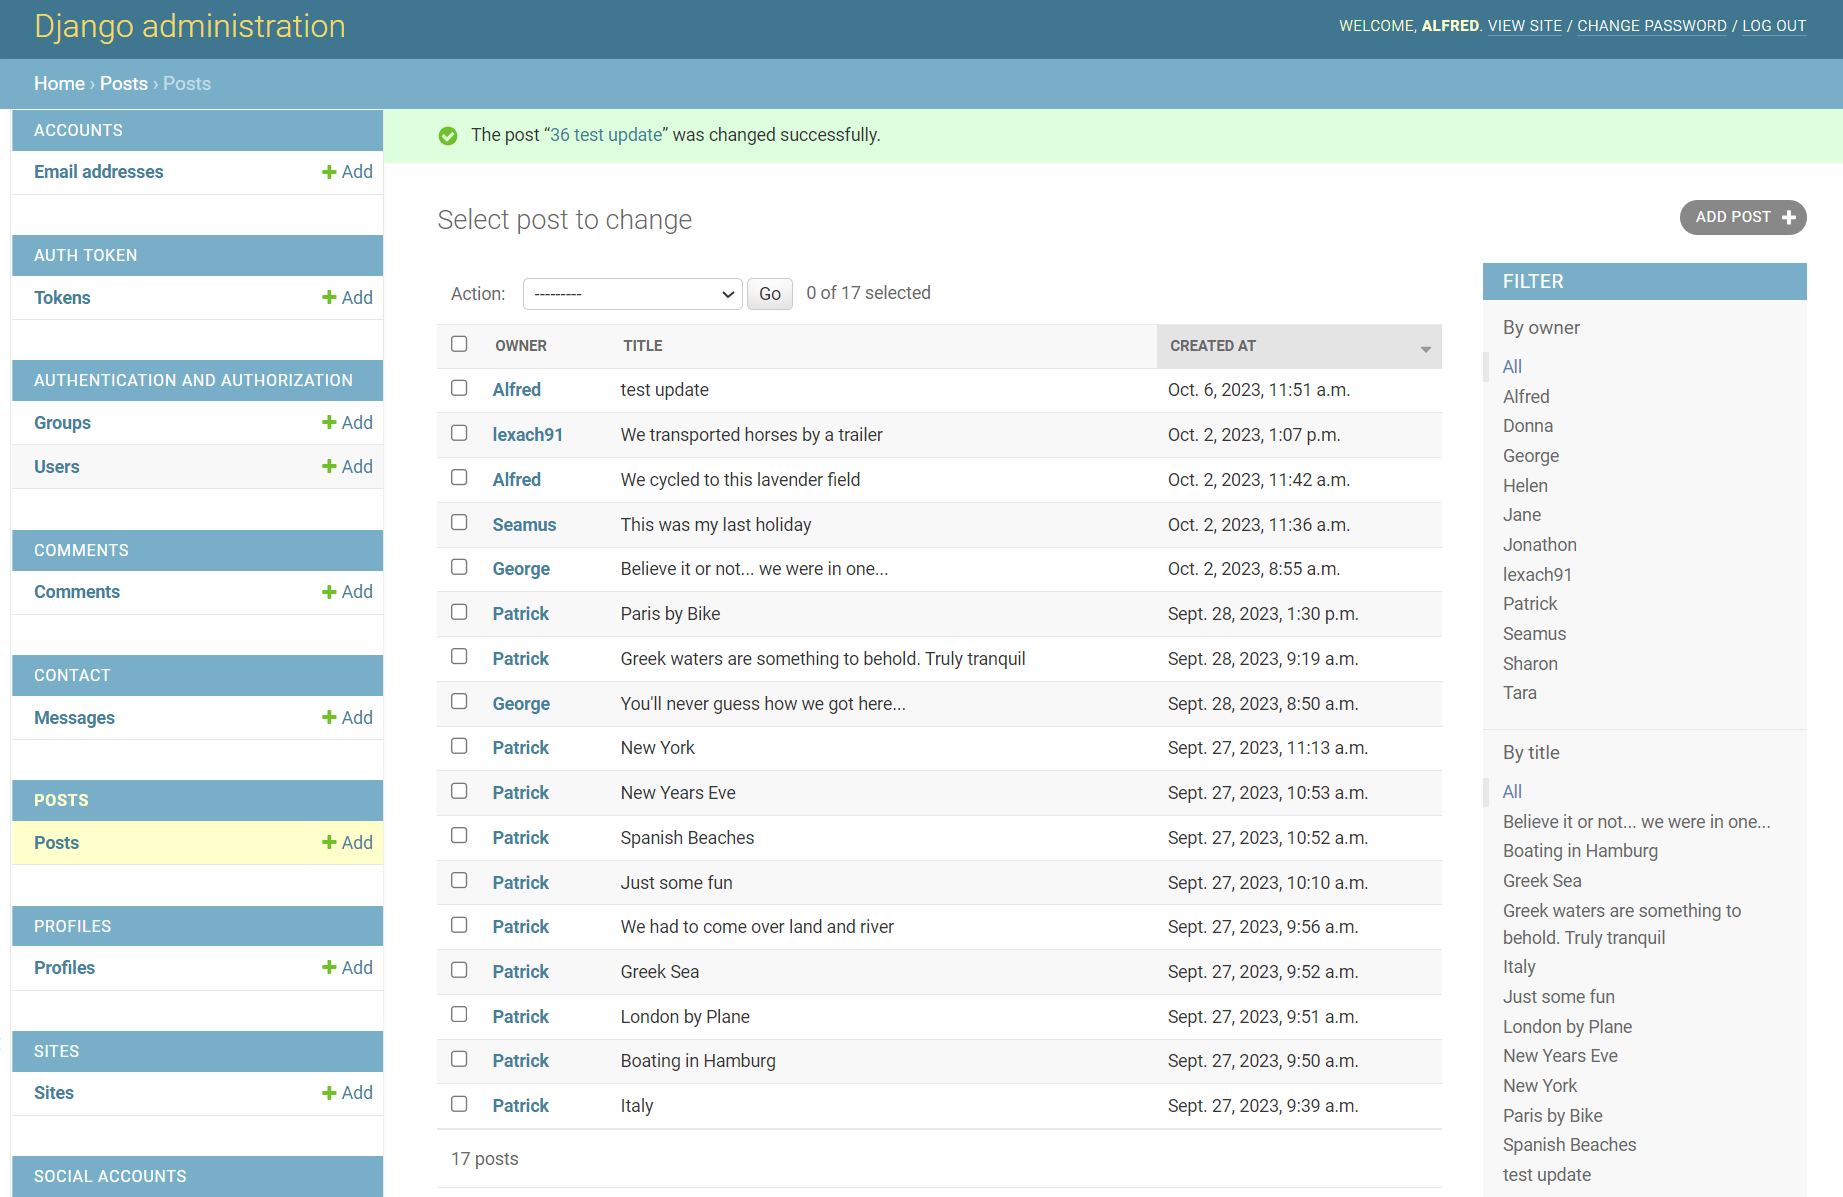 Django administration
WELCOME, ALFRED. VIEW SITE / CHANGE PASSWORD / LOG OUT
Home › Posts › Posts
ACCOUNTS
Email addresses Add
AUTH TOKEN
Tokens Add
AUTHENTICATION AND AUTHORIZATION
Groups Add
Users Add
COMMENTS
Comments Add
CONTACT
Messages Add
POSTS
Posts Add
PROFILES
Profiles Add
SITES
Sites Add
SOCIAL ACCOUNTS
The post “36 test update” was changed successfully.
Select post to change
ADD POST
Action: --------- Go 0 of 17 selected
OWNER TITLE CREATED AT
Alfred test update Oct. 6, 2023, 11:51 a.m.
lexach91 We transported horses by a trailer Oct. 2, 2023, 1:07 p.m.
Alfred We cycled to this lavender field Oct. 2, 2023, 11:42 a.m.
Seamus This was my last holiday Oct. 2, 2023, 11:36 a.m.
George Believe it or not... we were in one... Oct. 2, 2023, 8:55 a.m.
Patrick Paris by Bike Sept. 28, 2023, 1:30 p.m.
Patrick Greek waters are something to behold. Truly tranquil Sept. 28, 2023, 9:19 a.m.
George You'll never guess how we got here... Sept. 28, 2023, 8:50 a.m.
Patrick New York Sept. 27, 2023, 11:13 a.m.
Patrick New Years Eve Sept. 27, 2023, 10:53 a.m.
Patrick Spanish Beaches Sept. 27, 2023, 10:52 a.m.
Patrick Just some fun Sept. 27, 2023, 10:10 a.m.
Patrick We had to come over land and river Sept. 27, 2023, 9:56 a.m.
Patrick Greek Sea Sept. 27, 2023, 9:52 a.m.
Patrick London by Plane Sept. 27, 2023, 9:51 a.m.
Patrick Boating in Hamburg Sept. 27, 2023, 9:50 a.m.
Patrick Italy Sept. 27, 2023, 9:39 a.m.
17 posts
FILTER
By owner
All
Alfred
Donna
George
Helen
Jane
Jonathon
lexach91
Patrick
Seamus
Sharon
Tara
By title
All
Believe it or not... we were in one...
Boating in Hamburg
Greek Sea
Greek waters are something to
behold. Truly tranquil
Italy
Just some fun
London by Plane
New Years Eve
New York
Paris by Bike
Spanish Beaches
test update